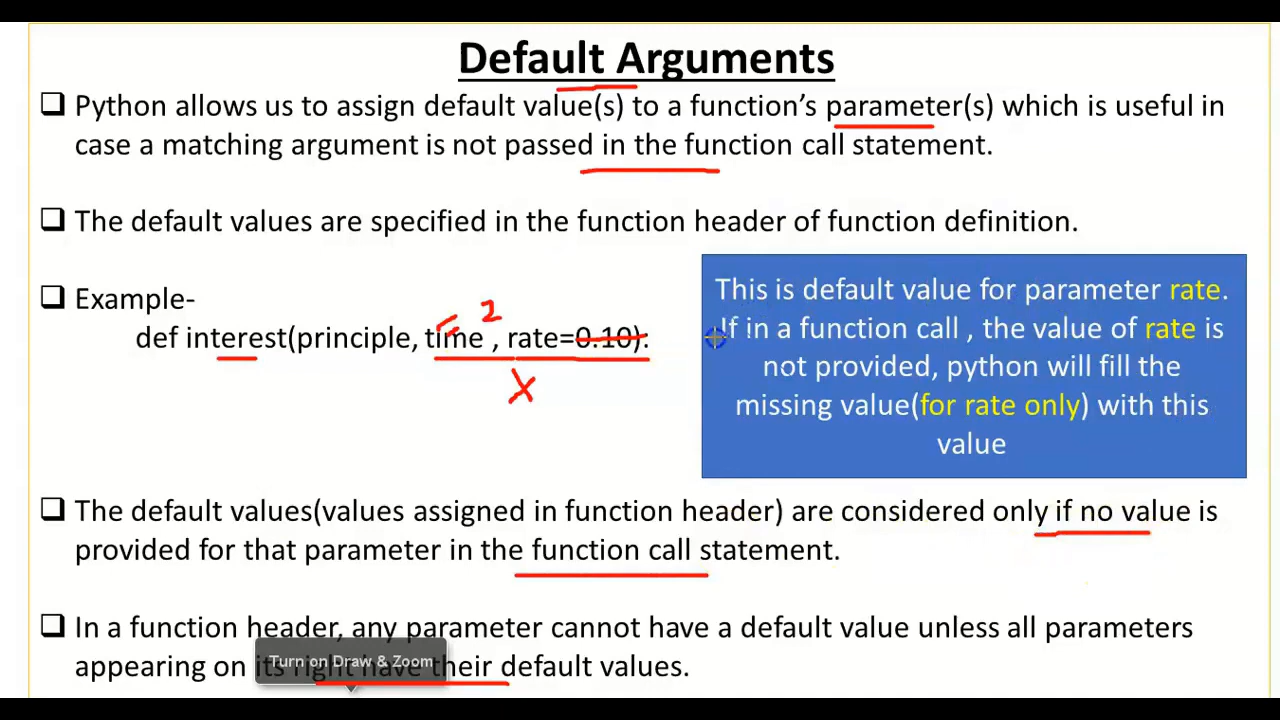 Default Arguments
❑ Python allows us to assign default value(s) to a function’s parameter(s) which is useful in
case a matching argument is not passed in the function call statement.
❑ The default values are specified in the function header of function definition.
❑ Example-
= 2
def interest(principle, time , rate=0.10):
X
This is default value for parameter rate.
If in a function call , the value of rate is
not provided, python will fill the
missing value(for rate only) with this
value
❑ The default values(values assigned in function header) are considered only if no value is
provided for that parameter in the function call statement.
❑ In a function header, any parameter cannot have a default value unless all parameters
appearing on its right have their default values.
Turn on Draw & Zoom